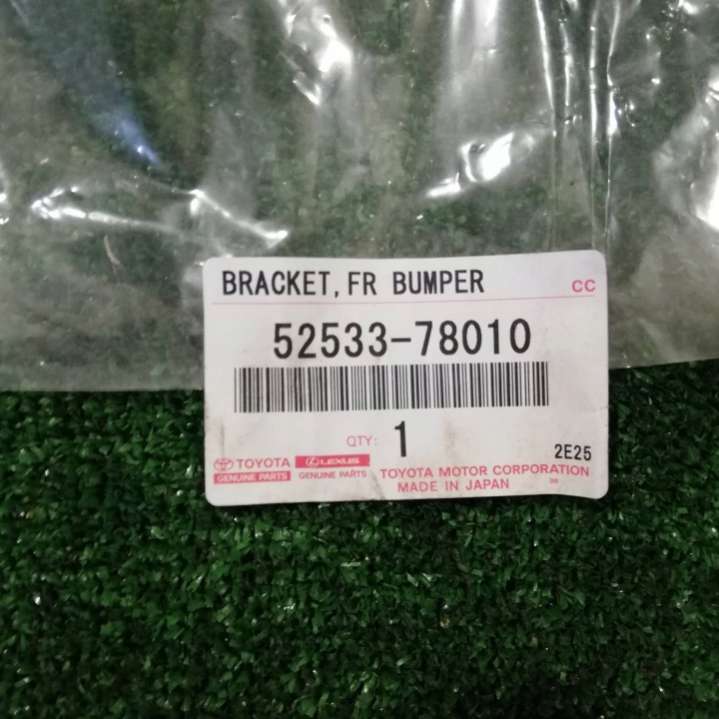 BRACKET, FR BUMPER CC
52533-78010
QTY: 1
2E25
TOYOTA LEXUS
GENUINE PARTS GENUINE PARTS
TOYOTA MOTOR CORPORATION
MADE IN JAPAN